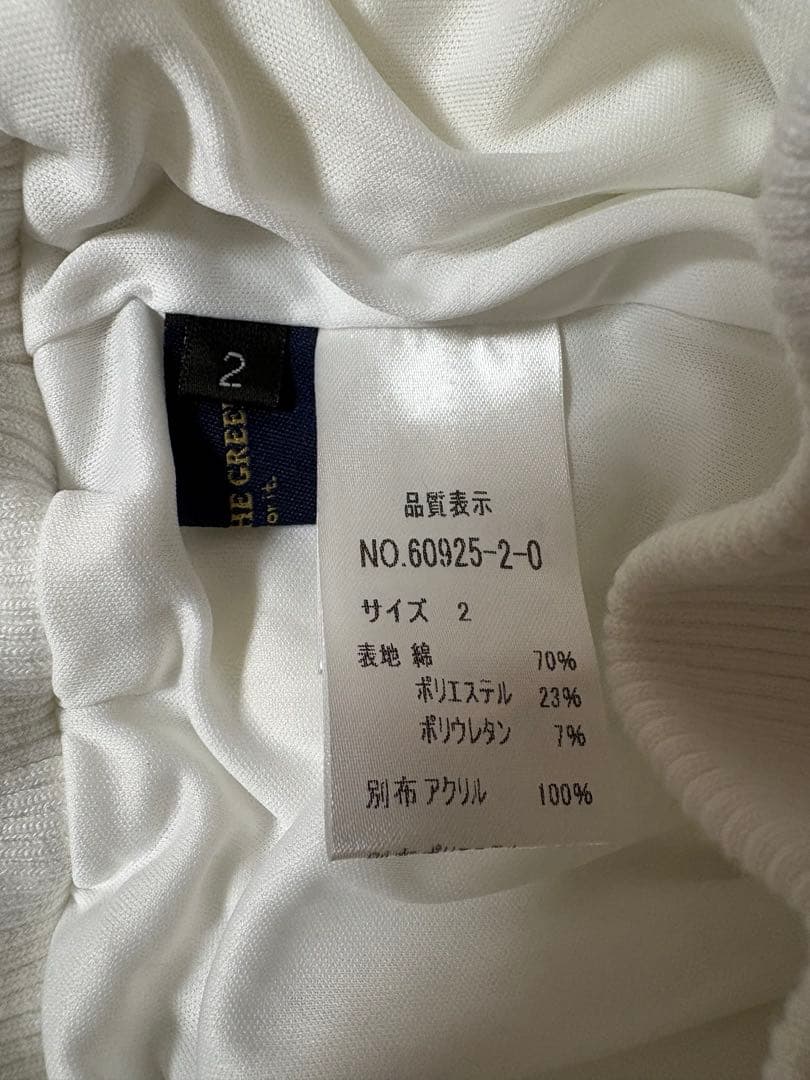 2
HE GREE
or it.
品質表示
NO.60925-2-0
サイズ 2
表地 綿 70%
ポリエステル 23%
ポリウレタン 7%
別布 アクリル 100%